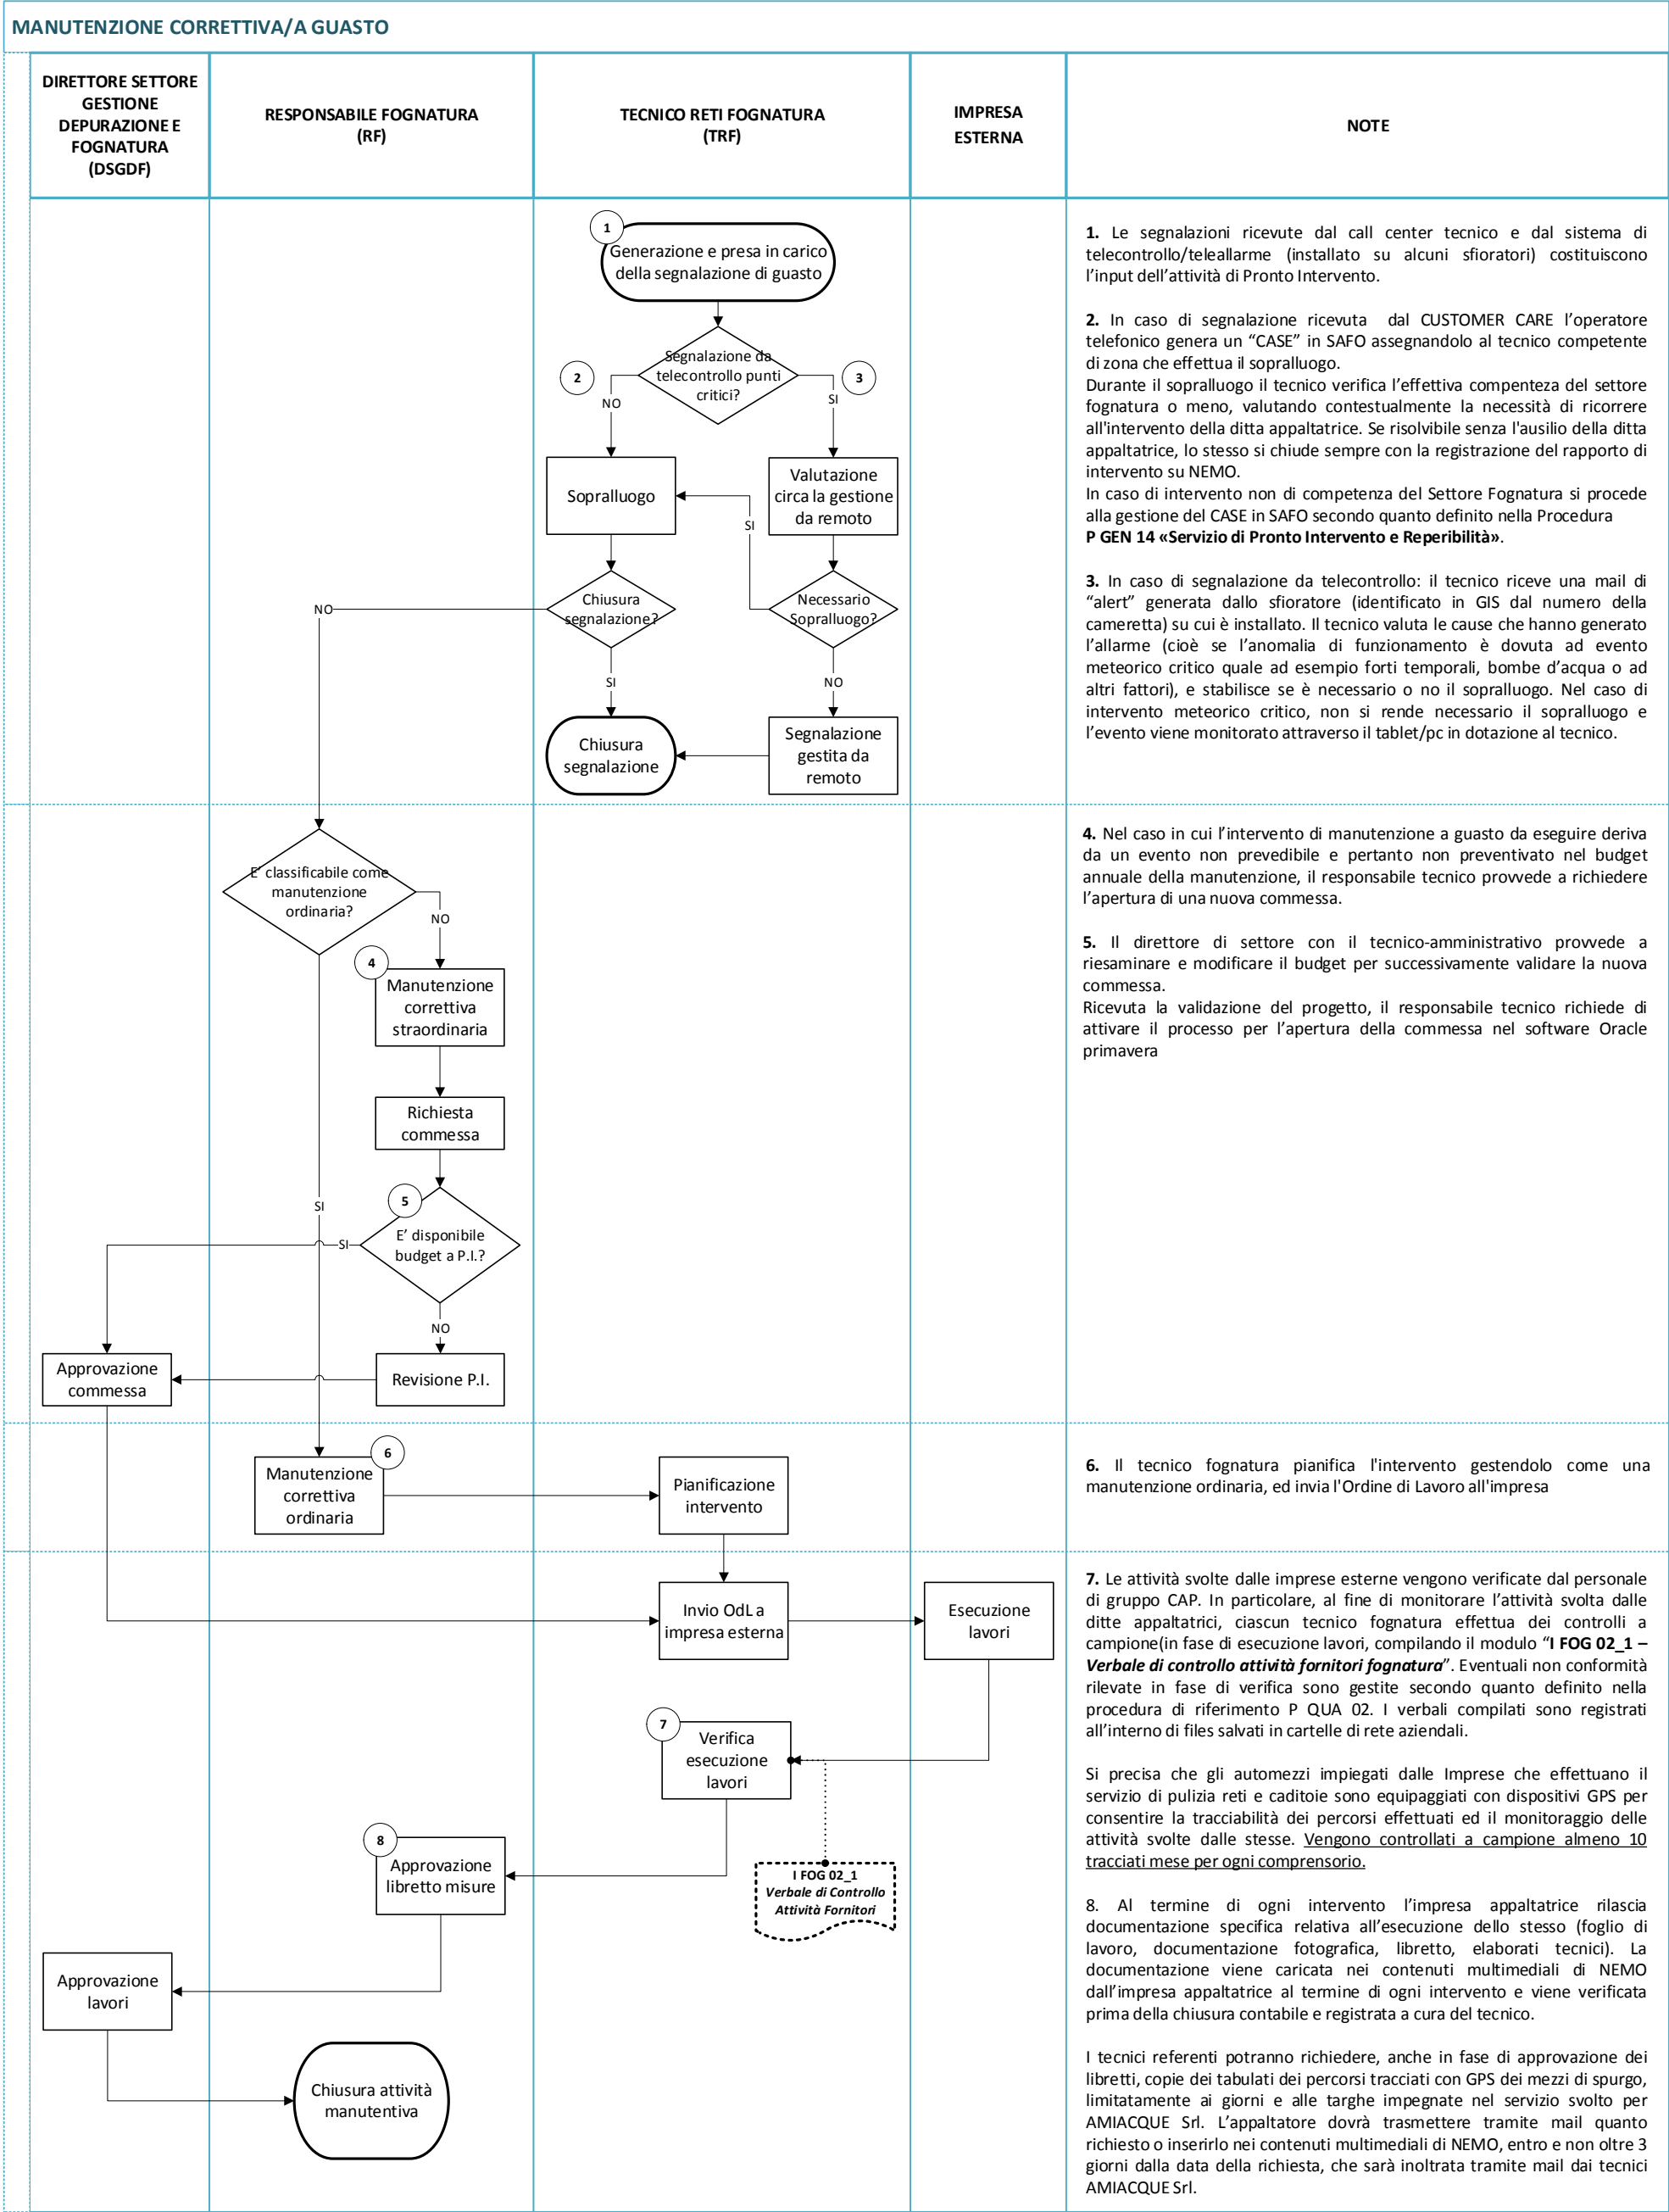 MANUTENZIONE CORRETTIVA/A GUASTO
DIRETTORE SETTORE
GESTIONE
DEPURAZIONE E
FOGNATURA
(DSGDF)
RESPONSABILE FOGNATURA
(RF)
TECNICO RETI FOGNATURA
(TRF)
IMPRESA
ESTERNA
NOTE
1
Generazione e presa in carico
della segnalazione di guasto
Segnalazione da
telecontrollo punti
critici?
2
3
NO
SI
Sopralluogo
Valutazione
circa la gestione
da remoto
SI
Chiusura
segnalazione?
Necessario
Sopralluogo?
NO
SI
NO
Chiusura
segnalazione
Segnalazione
gestita da
remoto
1. Le segnalazioni ricevute dal call center tecnico e dal sistema di
telecontrollo/teleallarme (installato su alcuni sfioratori) costituiscono
l’input dell’attività di Pronto Intervento.
2. In caso di segnalazione ricevuta dal CUSTOMER CARE l’operatore
telefonico genera un “CASE” in SAFO assegnandolo al tecnico competente
di zona che effettua il sopralluogo.
Durante il sopralluogo il tecnico verifica l’effettiva compenteza del settore
fognatura o meno, valutando contestualmente la necessità di ricorrere
all'intervento della ditta appaltatrice. Se risolvibile senza l'ausilio della ditta
appaltatrice, lo stesso si chiude sempre con la registrazione del rapporto di
intervento su NEMO.
In caso di intervento non di competenza del Settore Fognatura si procede
alla gestione del CASE in SAFO secondo quanto definito nella Procedura
P GEN 14 «Servizio di Pronto Intervento e Reperibilità».
3. In caso di segnalazione da telecontrollo: il tecnico riceve una mail di
“alert” generata dallo sfioratore (identificato in GIS dal numero della
cameretta) su cui è installato. Il tecnico valuta le cause che hanno generato
l’allarme (cioè se l’anomalia di funzionamento è dovuta ad evento
meteorico critico quale ad esempio forti temporali, bombe d’acqua o ad
altri fattori), e stabilisce se è necessario o no il sopralluogo. Nel caso di
intervento meteorico critico, non si rende necessario il sopralluogo e
l’evento viene monitorato attraverso il tablet/pc in dotazione al tecnico.
E’ classificabile come
manutenzione
ordinaria?
NO
4
Manutenzione
correttiva
straordinaria
Richiesta
commessa
SI
5
E’ disponibile
budget a P.I.?
SI
NO
Approvazione
commessa
Revisione P.I.
4. Nel caso in cui l’intervento di manutenzione a guasto da eseguire deriva
da un evento non prevedibile e pertanto non preventivato nel budget
annuale della manutenzione, il responsabile tecnico provvede a richiedere
l’apertura di una nuova commessa.
5. Il direttore di settore con il tecnico-amministrativo provvede a
riesaminare e modificare il budget per successivamente validare la nuova
commessa.
Ricevuta la validazione del progetto, il responsabile tecnico richiede di
attivare il processo per l’apertura della commessa nel software Oracle
primavera
6
Manutenzione
correttiva
ordinaria
Pianificazione
intervento
6. Il tecnico fognatura pianifica l'intervento gestendolo come una
manutenzione ordinaria, ed invia l'Ordine di Lavoro all'impresa
Invio OdL a
impresa esterna
Esecuzione
lavori
7
Verifica
esecuzione
lavori
8
Approvazione
libretto misure
I FOG 02_1
Verbale di Controllo
Attività Fornitori
Approvazione
lavori
Chiusura attività
manutentiva
7. Le attività svolte dalle imprese esterne vengono verificate dal personale
di gruppo CAP. In particolare, al fine di monitorare l’attività svolta dalle
ditte appaltatrici, ciascun tecnico fognatura effettua dei controlli a
campione(in fase di esecuzione lavori, compilando il modulo “I FOG 02_1 –
Verbale di controllo attività fornitori fognatura”. Eventuali non conformità
rilevate in fase di verifica sono gestite secondo quanto definito nella
procedura di riferimento P QUA 02. I verbali compilati sono registrati
all’interno di files salvati in cartelle di rete aziendali.
Si precisa che gli automezzi impiegati dalle Imprese che effettuano il
servizio di pulizia reti e caditoie sono equipaggiati con dispositivi GPS per
consentire la tracciabilità dei percorsi effettuati ed il monitoraggio delle
attività svolte dalle stesse. Vengono controllati a campione almeno 10
tracciati mese per ogni comprensorio.
8. Al termine di ogni intervento l’impresa appaltatrice rilascia
documentazione specifica relativa all’esecuzione dello stesso (foglio di
lavoro, documentazione fotografica, libretto, elaborati tecnici). La
documentazione viene caricata nei contenuti multimediali di NEMO
dall’impresa appaltatrice al termine di ogni intervento e viene verificata
prima della chiusura contabile e registrata a cura del tecnico.
I tecnici referenti potranno richiedere, anche in fase di approvazione dei
libretti, copie dei tabulati dei percorsi tracciati con GPS dei mezzi di spurgo,
limitatamente ai giorni e alle targhe impegnate nel servizio svolto per
AMIACQUE Srl. L’appaltatore dovrà trasmettere tramite mail quanto
richiesto o inserirlo nei contenuti multimediali di NEMO, entro e non oltre 3
giorni dalla data della richiesta, che sarà inoltrata tramite mail dai tecnici
AMIACQUE Srl.